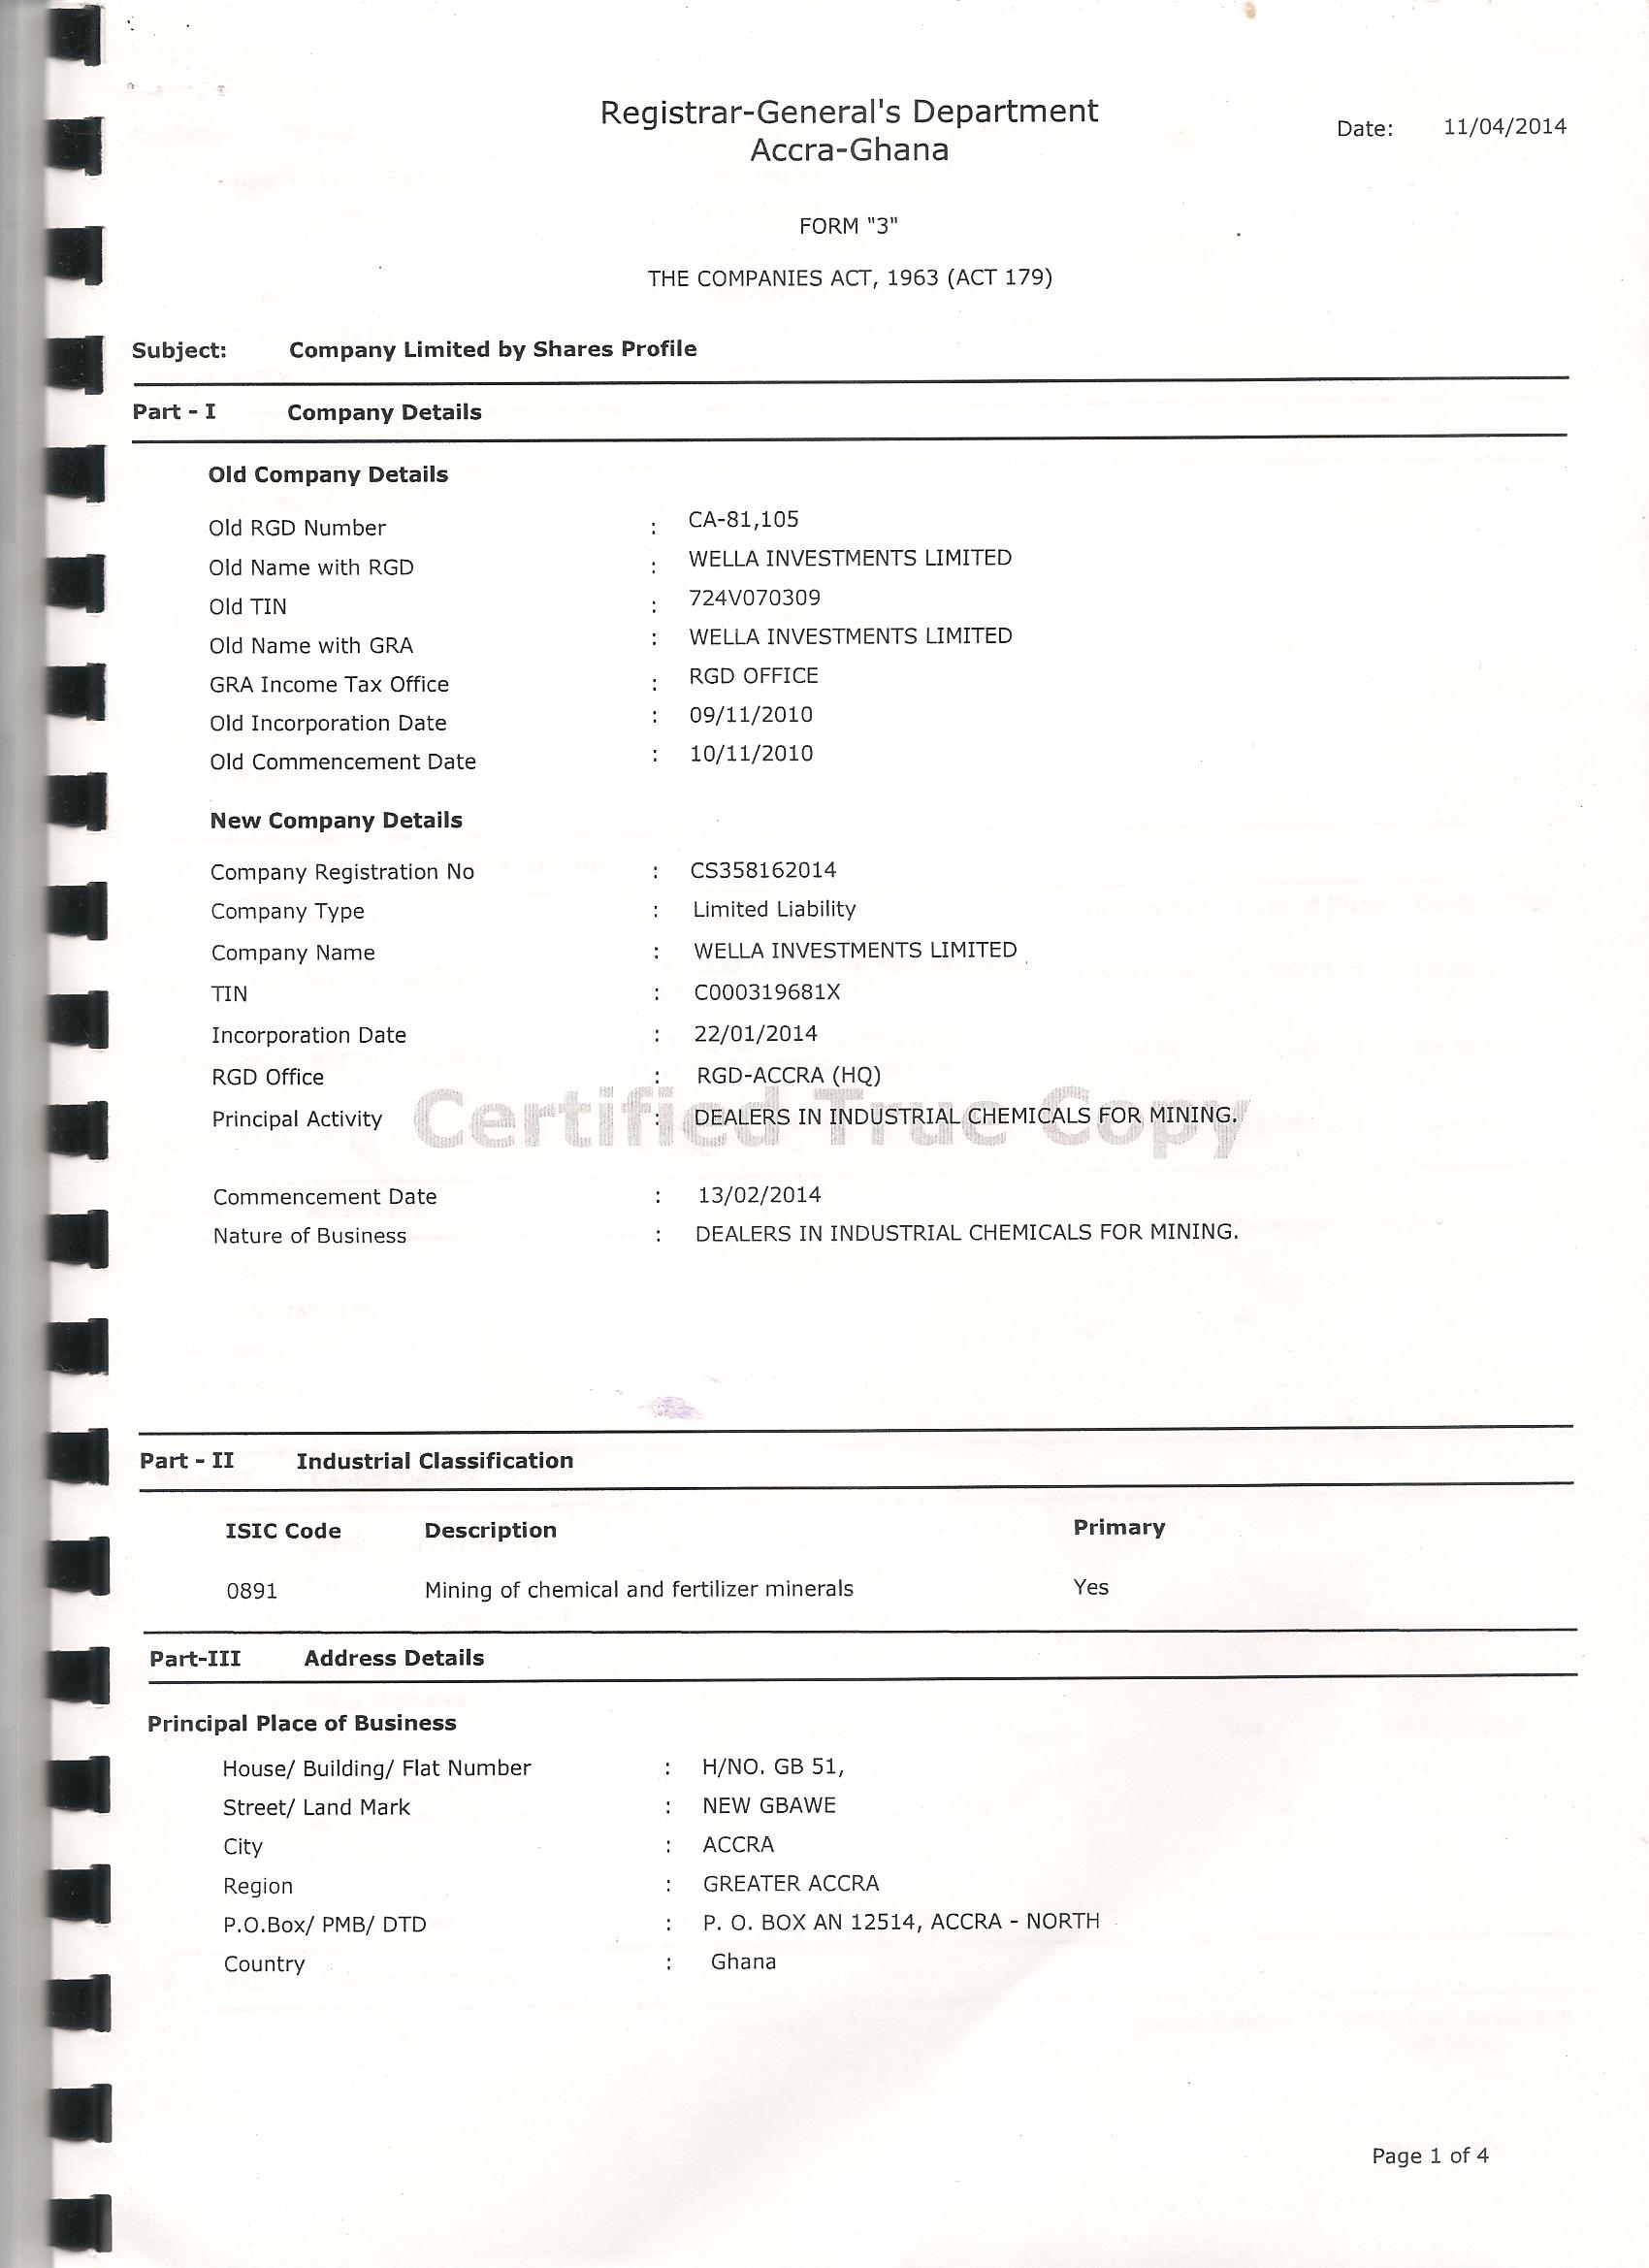 Registrar-General's Department
Accra-Ghana
Date: 11/04/2014
FORM "3"
THE COMPANIES ACT, 1963 (ACT 179)
Subject: Company Limited by Shares Profile
Part - I Company Details
Old Company Details
Old RGD Number : CA-81,105
Old Name with RGD : WELLA INVESTMENTS LIMITED
Old TIN : 724V070309
Old Name with GRA : WELLA INVESTMENTS LIMITED
GRA Income Tax Office : RGD OFFICE
Old Incorporation Date : 09/11/2010
Old Commencement Date : 10/11/2010
New Company Details
Company Registration No : CS358162014
Company Type : Limited Liability
Company Name : WELLA INVESTMENTS LIMITED
TIN : C000319681X
Incorporation Date : 22/01/2014
RGD Office : RGD-ACCRA (HQ)
Principal Activity : DEALERS IN INDUSTRIAL CHEMICALS FOR MINING.
Certified True Copy
Commencement Date : 13/02/2014
Nature of Business : DEALERS IN INDUSTRIAL CHEMICALS FOR MINING.
Part - II Industrial Classification
ISIC Code Description Primary
0891 Mining of chemical and fertilizer minerals Yes
Part-III Address Details
Principal Place of Business
House/ Building/ Flat Number : H/NO. GB 51,
Street/ Land Mark : NEW GBAWE
City : ACCRA
Region : GREATER ACCRA
P.O.Box/ PMB/ DTD : P. O. BOX AN 12514, ACCRA - NORTH
Country : Ghana
Page 1 of 4